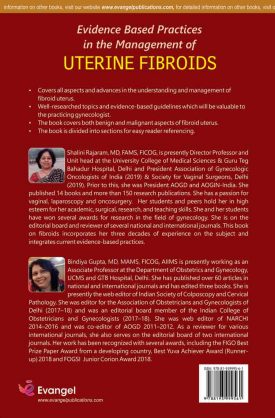 information on other books, visit our website www.evangelpublications.com, for detailed information on other books, visit u
Evidence Based Practices
in the Management of
UTERINE FIBROIDS
• Covers all aspects and advances in the understanding and management of
fibroid uterus.
• Well-researched topics and evidence-based guidelines which will be valuable to
the practicing gynecologist.
• The book covers both benign and malignant aspects of fibroid uterus.
• The book is divided into sections for easy reader referencing.
Shalini Rajaram, MD, FAMS, FICOG, is presently Director Professor and
Unit head at the University College of Medical Sciences & Guru Teg
Bahadur Hospital, Delhi and President Association of Gynecologic
Oncologists of India (2019) & Society for Vaginal Surgeons, Delhi
(2019). Prior to this, she was President AOGD and AOGIN-India. She
published 14 books and more than 150 research publications. She has a passion for
vaginal, laparoscopy and oncosurgery. Her students and peers hold her in high
esteem for her academic, surgical, research, and teaching skills. She and her students
have won several awards for research in the field of gynecology. She is on the
editorial board and reviewer of several national and international journals. This book
on fibroids incorporates her three decades of experience on the subject and
integrates current evidence-based practices.
Bindiya Gupta, MD, MAMS, FICOG, AIIMS is presently working as an
Associate Professor at the Department of Obstetrics and Gynecology,
UCMS and GTB Hospital, Delhi. She has published over 60 articles in
national and international journals and has edited three books. She is
presently the web editor of Indian Society of Colposcopy and Cervical
Pathology. She was editor for the Association of Obstetricians and Gynecologists of
Delhi (2017–18) and was an editorial board member of the Indian College of
Obstetricians and Gynecologists (2017–18). She was web editor of NARCHI
2014–2016 and was co-editor of AOGD 2011–2012. As a reviewer for various
international journals, she also serves on the editorial board of two international
journals. Her work has been recognized with several awards, including the FIGO Best
Prize Paper Award from a developing country, Best Yuva Achiever Award (Runner-
up) 2018 and FOGSI Junior Corion Award 2018.
Evangel